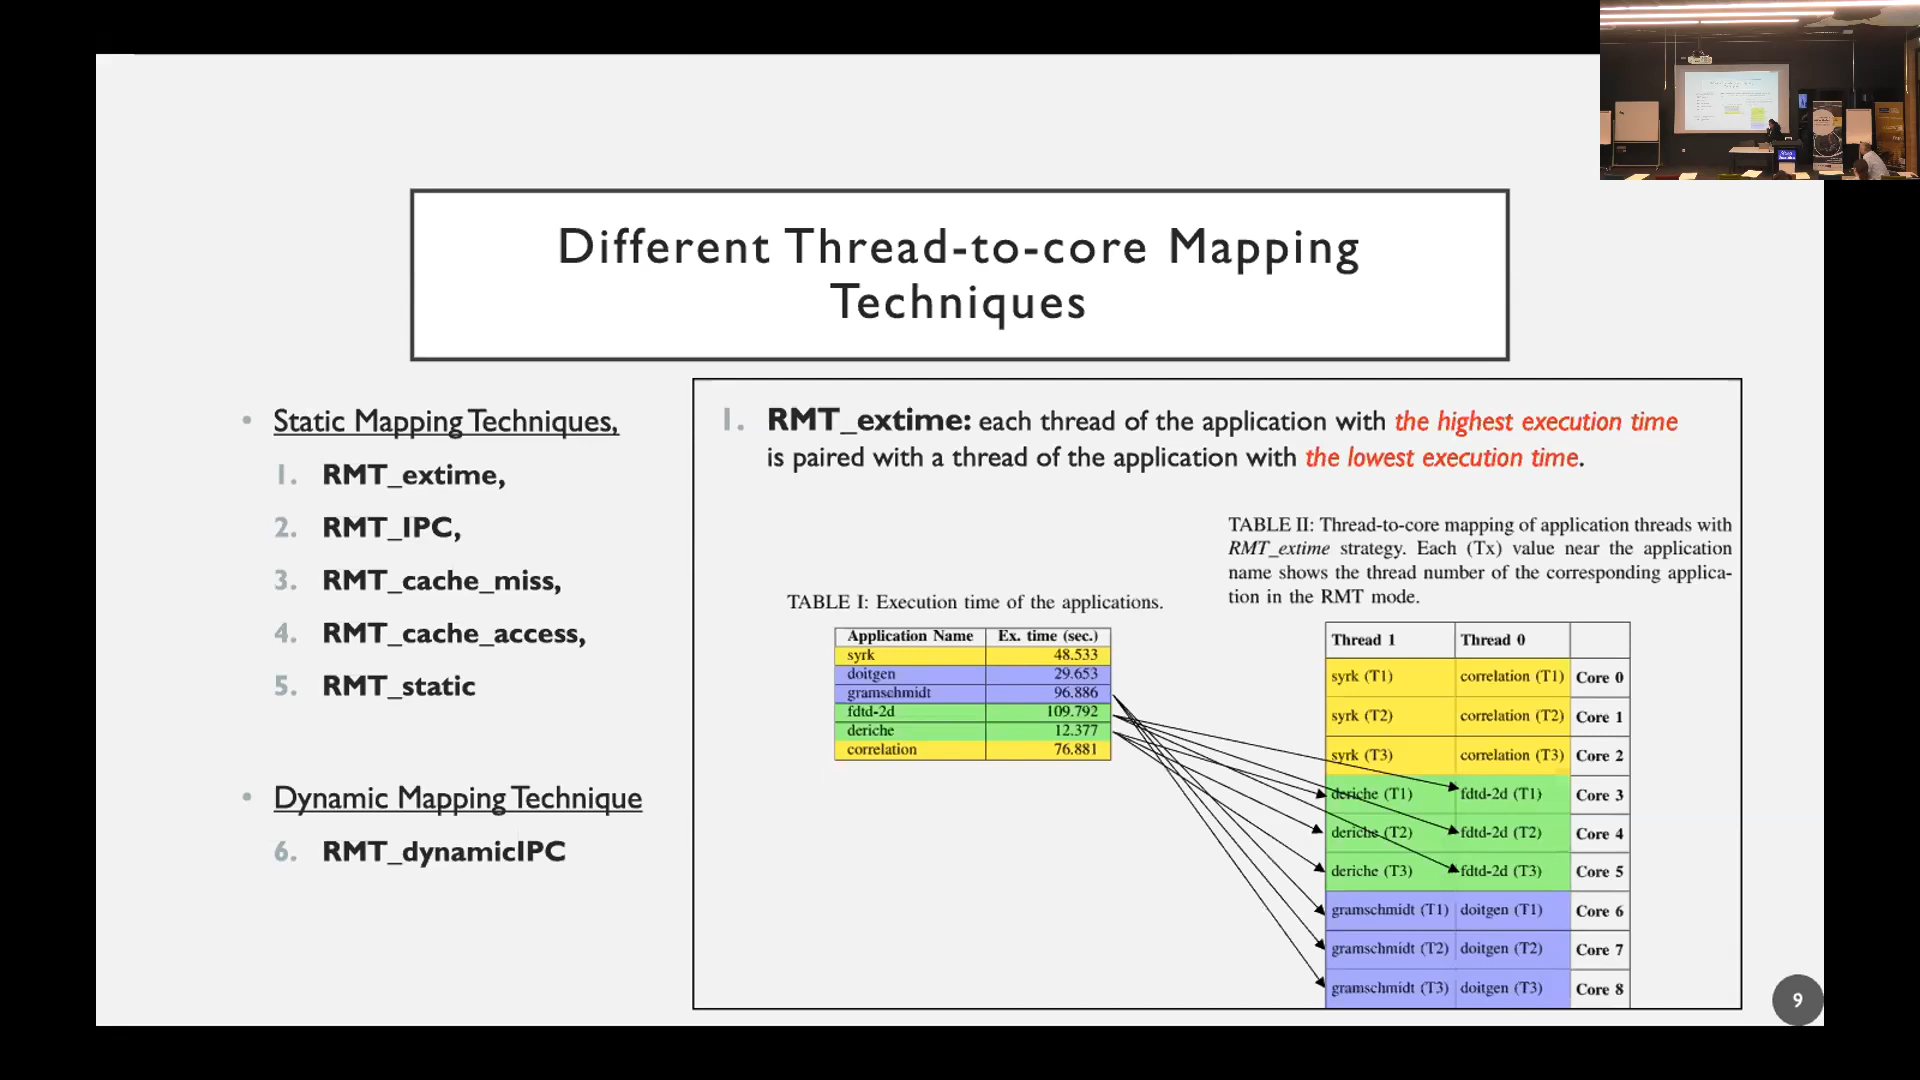 Different Thread-to-core Mapping
Techniques
• Static Mapping Techniques,
1. RMT_extime,
2. RMT_IPC,
3. RMT_cache_miss,
4. RMT_cache_access,
5. RMT_static
• Dynamic Mapping Technique
6. RMT_dynamicIPC
1. RMT_extime: each thread of the application with the highest execution time
is paired with a thread of the application with the lowest execution time.
TABLE I: Execution time of the applications.
Application Name Ex. time (sec.)
syrk 48.533
doitgen 29.653
gramschmidt 96.886
fdtd-2d 109.792
deriche 12.377
correlation 76.881
TABLE II: Thread-to-core mapping of application threads with
RMT_extime strategy. Each (Tx) value near the application
name shows the thread number of the corresponding applica-
tion in the RMT mode.
Thread 1 Thread 0
syrk (T1) correlation (T1) Core 0
syrk (T2) correlation (T2) Core 1
syrk (T3) correlation (T3) Core 2
deriche (T1) fdtd-2d (T1) Core 3
deriche (T2) fdtd-2d (T2) Core 4
deriche (T3) fdtd-2d (T3) Core 5
gramschmidt (T1) doitgen (T1) Core 6
gramschmidt (T2) doitgen (T2) Core 7
gramschmidt (T3) doitgen (T3) Core 8
9